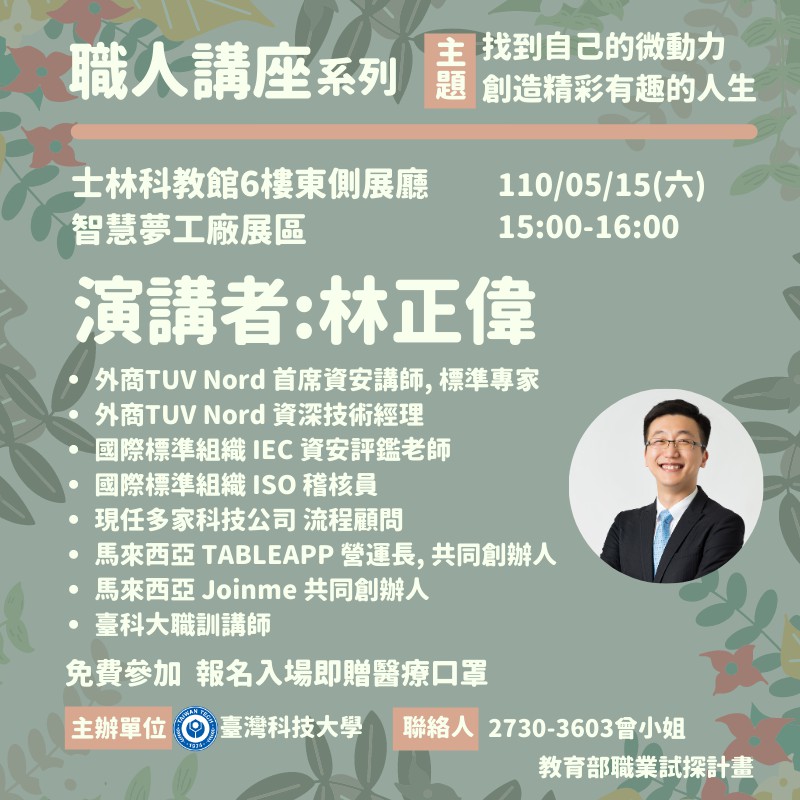 職人講座系列
主題
找到自己的微動力
創造精彩有趣的人生
士林科教館6樓東側展廳
智慧夢工廠展區
110/05/15(六)
15:00-16:00
演講者:林正偉
• 外商TUV Nord 首席資安講師, 標準專家
• 外商TUV Nord 資深技術經理
• 國際標準組織 IEC 資安評鑑老師
• 國際標準組織 ISO 稽核員
• 現任多家科技公司 流程顧問
• 馬來西亞 TABLEAPP 營運長, 共同創辦人
• 馬來西亞 Joinme 共同創辦人
• 臺科大職訓講師
免費參加 報名入場即贈醫療口罩
主辦單位
TAIWAN TECH
臺灣科技大學
聯絡人
2730-3603曾小姐
教育部職業試探計畫